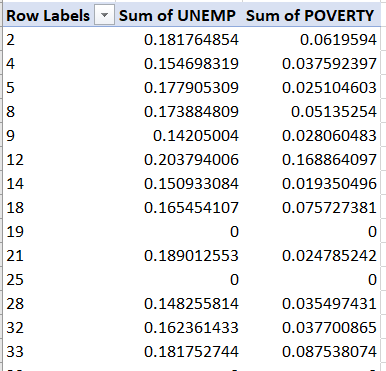 Row Labels Sum of UNEMP Sum of POVERTY
2 0.181764854 0.0619594
4 0.154698319 0.037592397
5 0.177905309 0.025104603
8 0.173884809 0.05135254
9 0.14205004 0.028060483
12 0.203794006 0.168864097
14 0.150933084 0.019350496
18 0.165454107 0.075727381
19 0 0
21 0.189012553 0.024785242
25 0 0
28 0.148255814 0.035497431
32 0.162361433 0.037700865
33 0.181752744 0.087538074